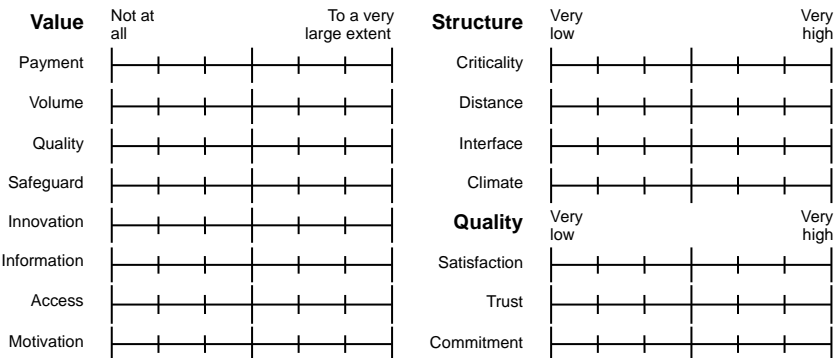 Value
Not at
all
To a very
large extent
Payment
Volume
Quality
Safeguard
Innovation
Information
Access
Motivation
Structure
Very
low
Very
high
Criticality
Distance
Interface
Climate
Quality
Very
low
Very
high
Satisfaction
Trust
Commitment